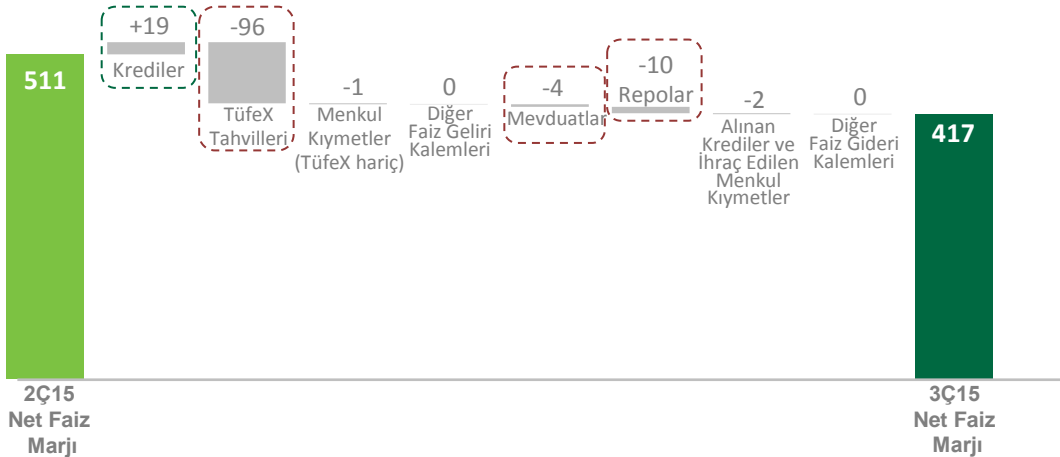 511
+19
Krediler
-96
TüfeX
Tahvilleri
-1
Menkul
Kıymetler
(TüfeX hariç)
0
Diğer
Faiz Geliri
Kalemleri
-4
Mevduatlar
-10
Repolar
-2
Alınan
Krediler ve
İhraç Edilen
Menkul
Kıymetler
0
Diğer
Faiz Gideri
Kalemleri
417
2Ç15
Net Faiz
Marjı
3Ç15
Net Faiz
Marjı